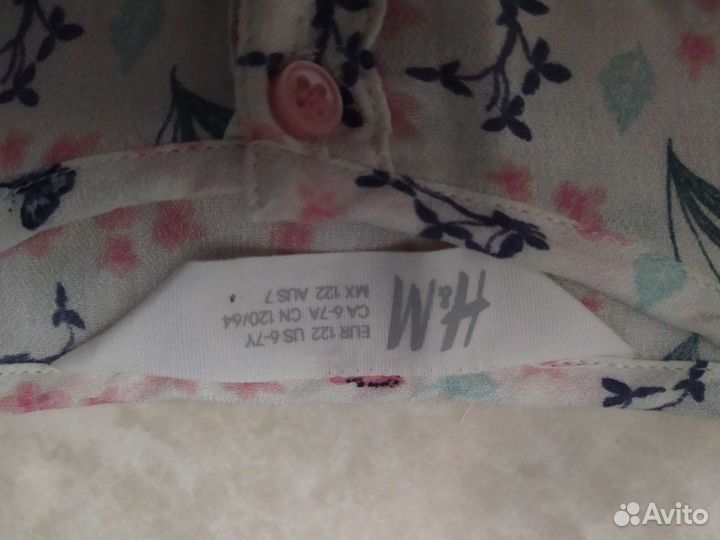 H&M
EUR 122 US 6-7Y
CA 6-7A CN 120/64
MX 122 AUS 7
Avito